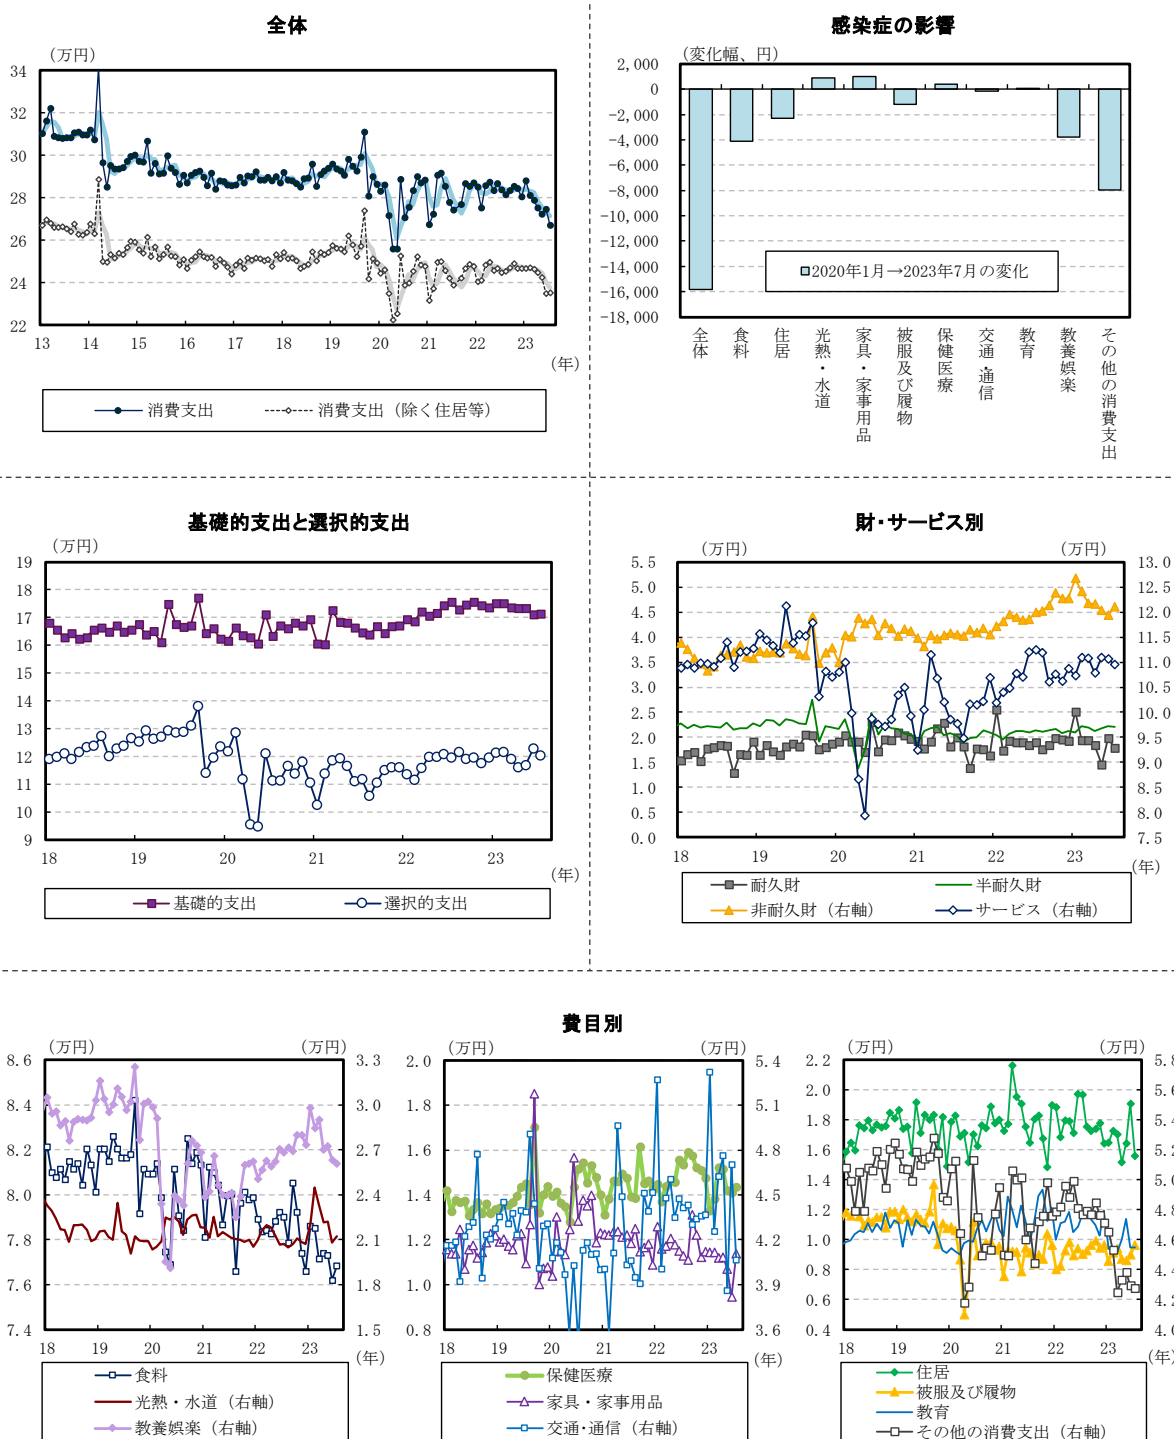 全体
(万円)
34
32
30
28
26
24
22
13 14 15 16 17 18 19 20 21 22 23
(年)
消費支出 消費支出（除く住居等）
感染症の影響
(変化幅、円)
2,000
0
-2,000
-4,000
-6,000
-8,000
-10,000
-12,000
-14,000
-16,000
-18,000
2020年1月→2023年7月の変化
全体
食料
住居
光熱・水道
家具・家事用品
被服及び履物
保健医療
交通・通信
教育
教養娯楽
その他の消費支出
基礎的支出と選択的支出
(万円)
19
18
17
16
15
14
13
12
11
10
9
18 19 20 21 22 23
(年)
基礎的支出 選択的支出
財・サービス別
(万円) (万円)
5.5 13.0
5.0 12.5
4.5 12.0
4.0 11.5
3.5 11.0
3.0 10.5
2.5 10.0
2.0 9.5
1.5 9.0
1.0 8.5
0.5 8.0
0.0 7.5
18 19 20 21 22 23
(年)
耐久財 半耐久財
非耐久財（右軸） サービス（右軸）
費目別
(万円) (万円)
8.6 3.3
8.4 3.0
8.2 2.7
8.0 2.4
7.8 2.1
7.6 1.8
7.4 1.5
18 19 20 21 22 23
(年)
食料
光熱・水道（右軸）
教養娯楽（右軸）
(万円) (万円)
2.0 5.4
1.8 5.1
1.6 4.8
1.4 4.5
1.2 4.2
1.0 3.9
0.8 3.6
18 19 20 21 22 23
(年)
保健医療
家具・家事用品
交通・通信（右軸）
(万円) (万円)
2.2 5.8
2.0 5.6
1.8 5.4
1.6 5.2
1.4 5.0
1.2 4.8
1.0 4.6
0.8 4.4
0.6 4.2
0.4 4.0
18 19 20 21 22 23
(年)
住居
被服及び履物
教育
その他の消費支出（右軸）